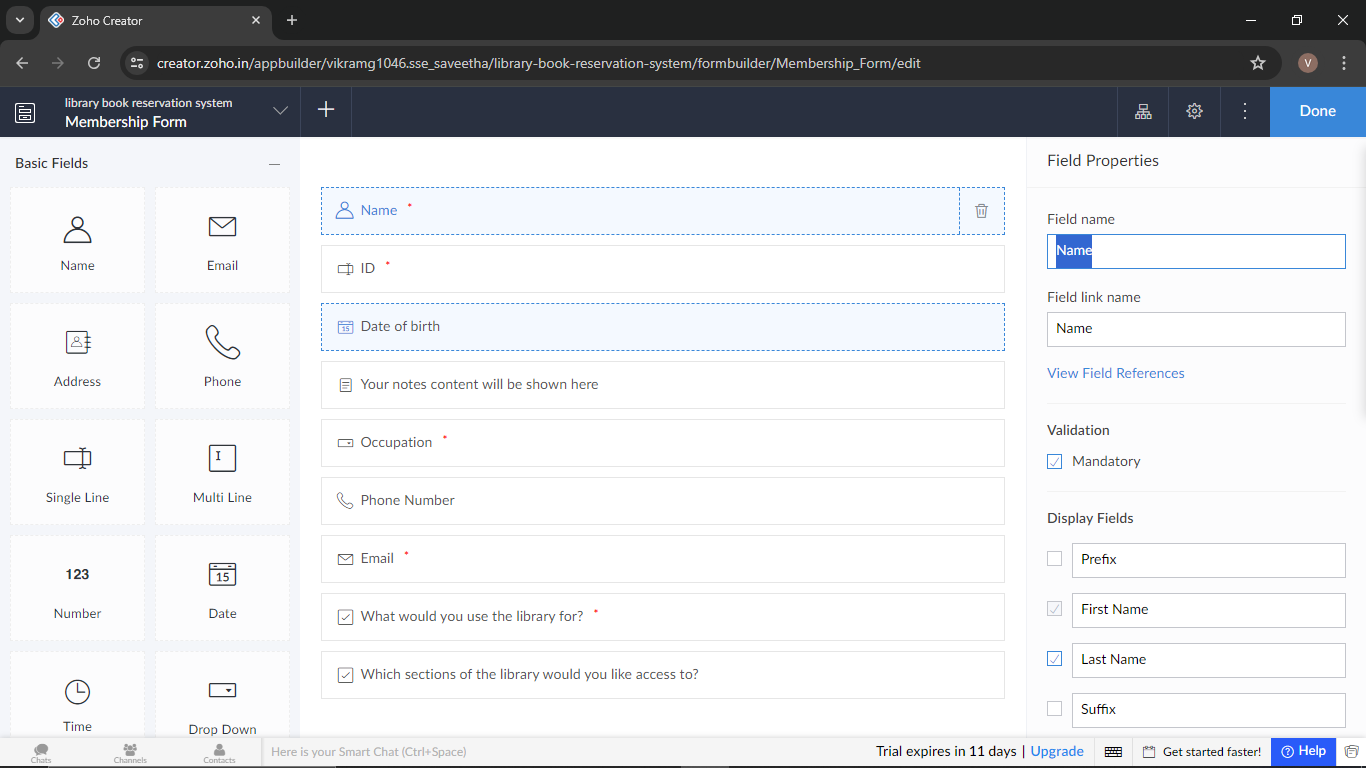 Zoho Creator
creator.zoho.in/appbuilder/vikramg1046.sse_saveetha/library-book-reservation-system/formbuilder/Membership_Form/edit
V
library book reservation system
Membership Form
Done
Basic Fields
Name
Email
Address
Phone
Single Line
I
Multi Line
123
Number
15
Date
Time
Drop Down
Name *
ID *
15
Date of birth
Your notes content will be shown here
Occupation *
Phone Number
Email *
What would you use the library for? *
Which sections of the library would you like access to?
Field Properties
Field name
Name
Field link name
Name
View Field References
Validation
Mandatory
Display Fields
Prefix
First Name
Last Name
Suffix
Chats
Channels
Contacts
Here is your Smart Chat (Ctrl+Space)
Trial expires in 11 days | Upgrade
Get started faster!
? Help